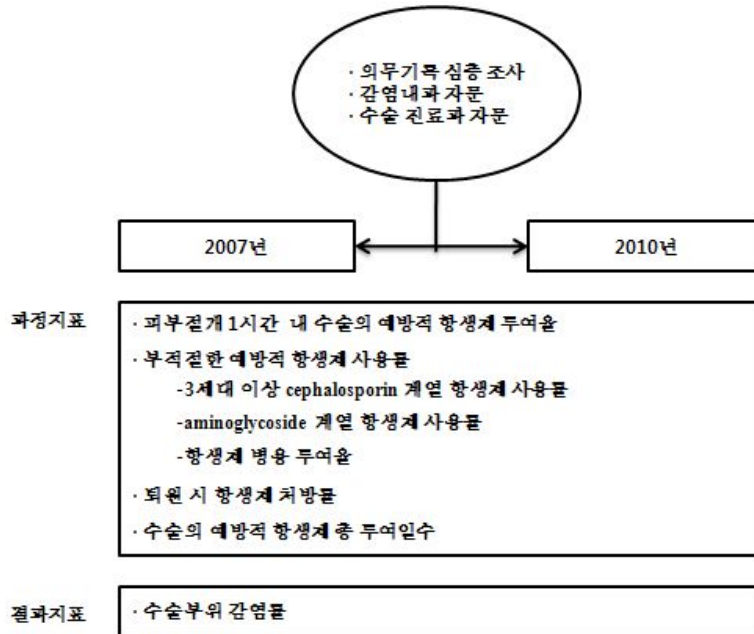 · 의무기록 심층 조사
· 감염내과 자문
· 수술 진료과 자문
2007년
2010년
과정지표
· 피부절개 1시간 내 수술의 예방적 항생제 투여율
· 부적절한 예방적 항생제 사용률
-3세대 이상 cephalosporin 계열 항생제 사용률
-aminoglycoside 계열 항생제 사용률
-항생제 병용 투여율
· 퇴원 시 항생제 처방률
· 수술의 예방적 항생제 총 투여일수
결과지표
· 수술부위 감염률